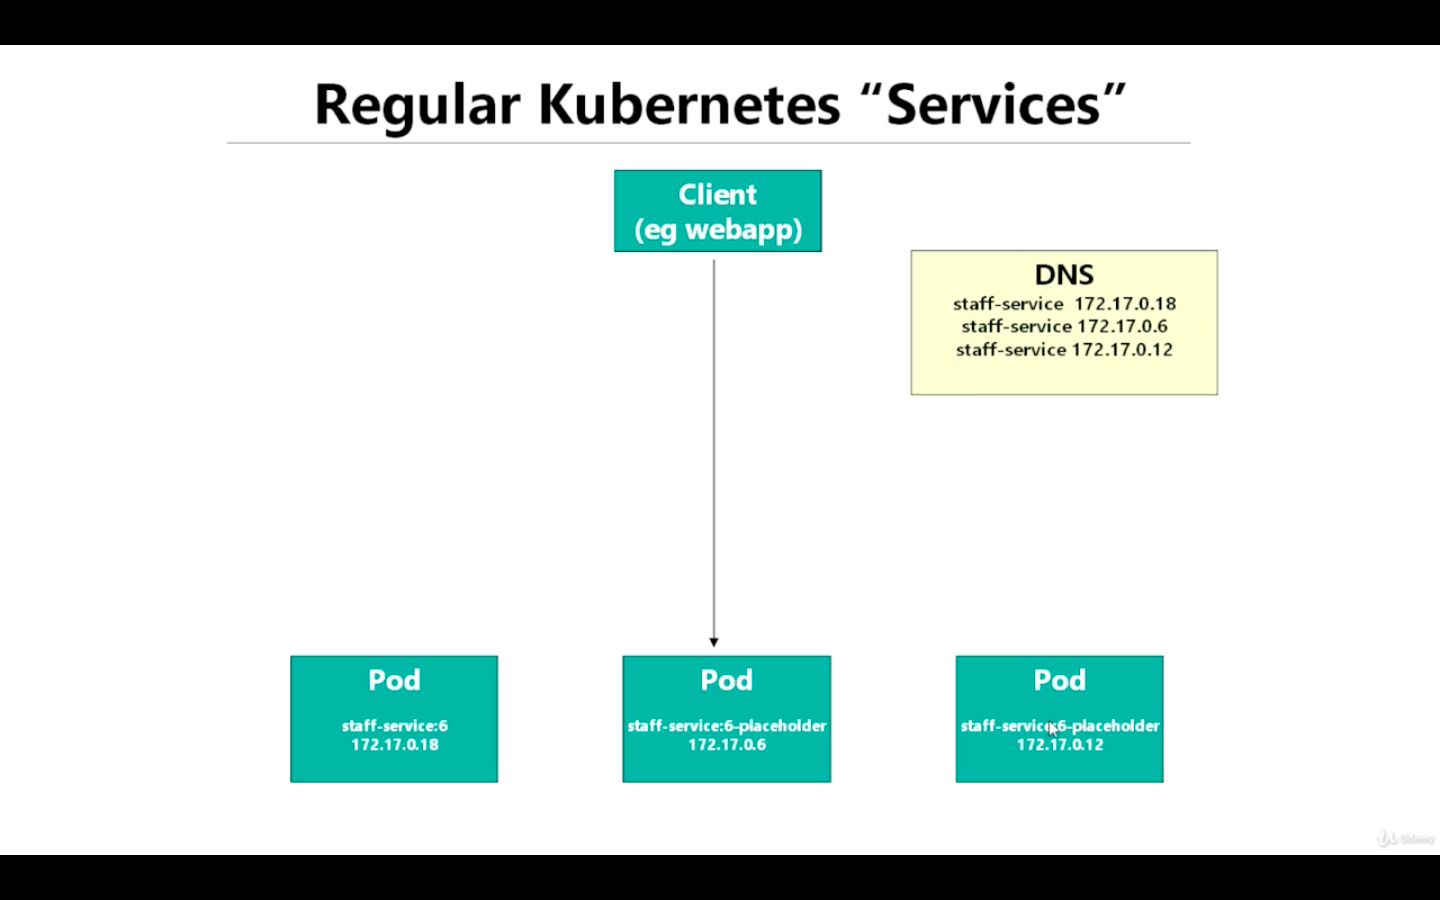 Regular Kubernetes “Services”
Client
(eg webapp)
DNS
staff-service 172.17.0.18
staff-service 172.17.0.6
staff-service 172.17.0.12
Pod
staff-service:6
172.17.0.18
Pod
staff-service:6-placeholder
172.17.0.6
Pod
staff-service:6-placeholder
172.17.0.12
Udemy